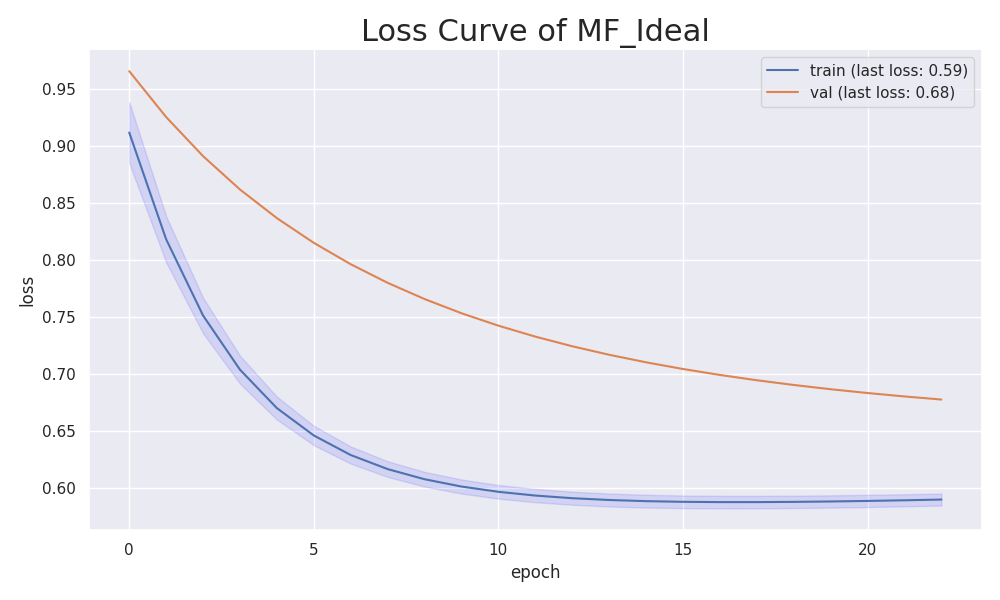 Loss Curve of MF_Ideal
train (last loss: 0.59)
val (last loss: 0.68)
loss
0.95
0.90
0.85
0.80
0.75
0.70
0.65
0.60
0 5 10 15 20
epoch